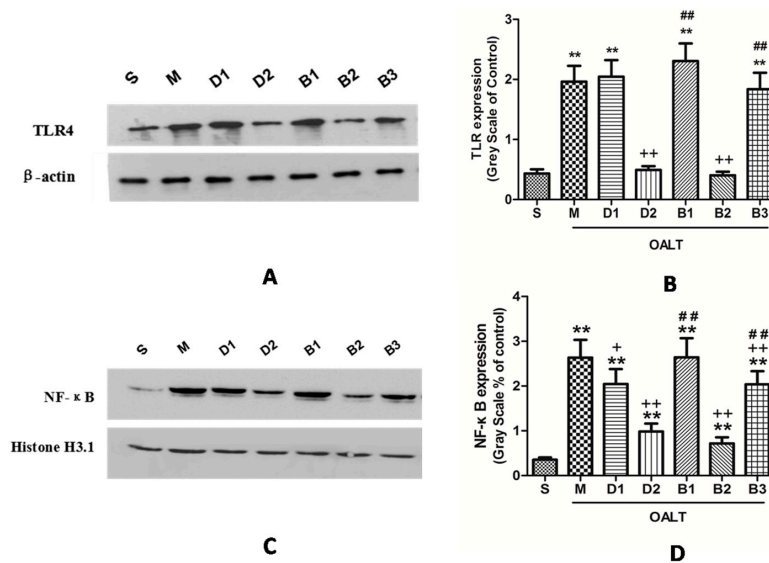 S M D1 D2 B1 B2 B3
TLR4
β-actin
A
TLR expression
(Grey Scale of Control)
3
2
1
0
** ** ++ ## ** ++ ## **
S M D1 D2 B1 B2 B3
OALT
B
S M D1 D2 B1 B2 B3
NF-κB
Histone H3.1
C
NF-κ B expression
(Gray Scale % of control)
4
3
2
1
0
** + ** ++ ** ## ** ++ ** ## ++ **
S M D1 D2 B1 B2 B3
OALT
D